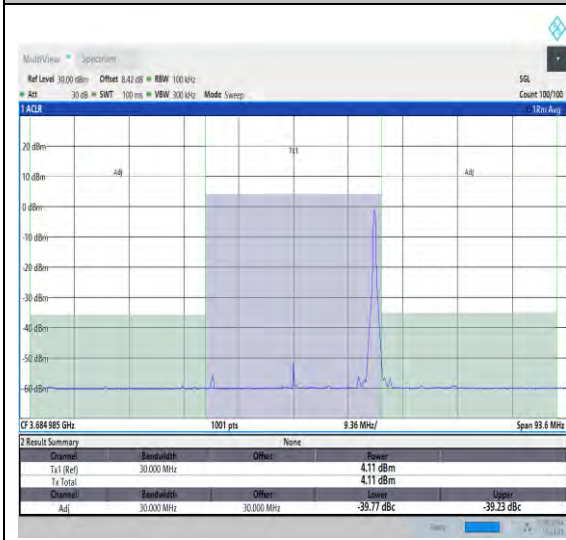 MultiView Spectrum
Ref Level 30.00 dBm Offset 8.42 dB RBW 100 kHz SGL
Att 30 dB SWT 100 ms VBW 300 kHz Mode Sweep Count 100/100
1 ACLR 1Rm Avg
Tx1
Adj Adj
20 dBm
10 dBm
0 dBm
-10 dBm
-20 dBm
-30 dBm
-40 dBm
-50 dBm
-60 dBm
CF 3.684 985 GHz 1001 pts 9.36 MHz/ Span 93.6 MHz
2 Result Summary None
Channel Bandwidth Offset Power
Tx1 (Ref) 30.000 MHz 4.11 dBm
Tx Total 4.11 dBm
Channel Bandwidth Offset Lower Upper
Adj 30.000 MHz 30.000 MHz -39.77 dBc -39.23 dBc